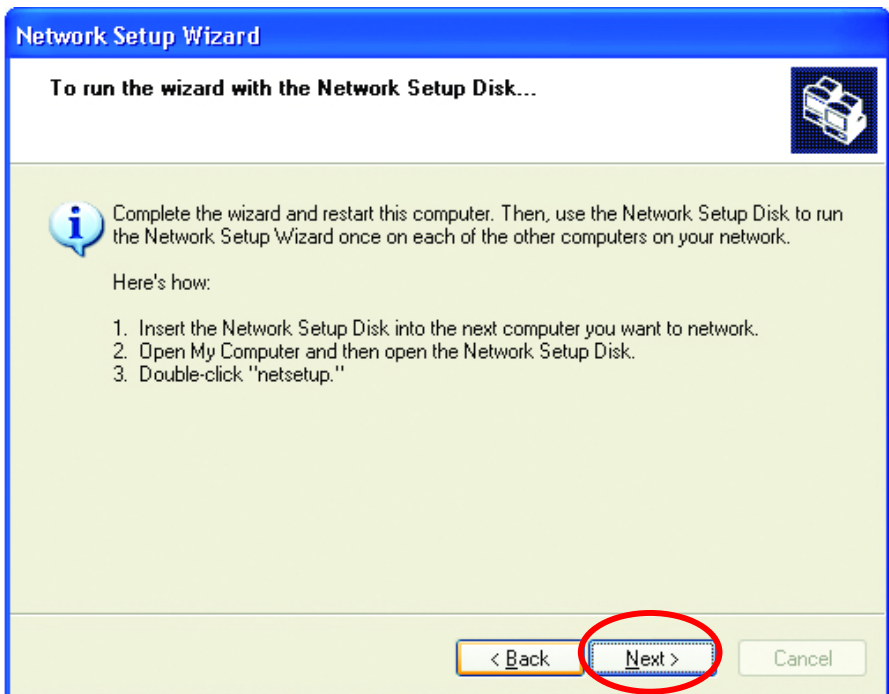 Network Setup Wizard
To run the wizard with the Network Setup Disk...
Complete the wizard and restart this computer. Then, use the Network Setup Disk to run
the Network Setup Wizard once on each of the other computers on your network.
Here's how:
1. Insert the Network Setup Disk into the next computer you want to network.
2. Open My Computer and then open the Network Setup Disk.
3. Double-click "netsetup."
< Back
Next >
Cancel